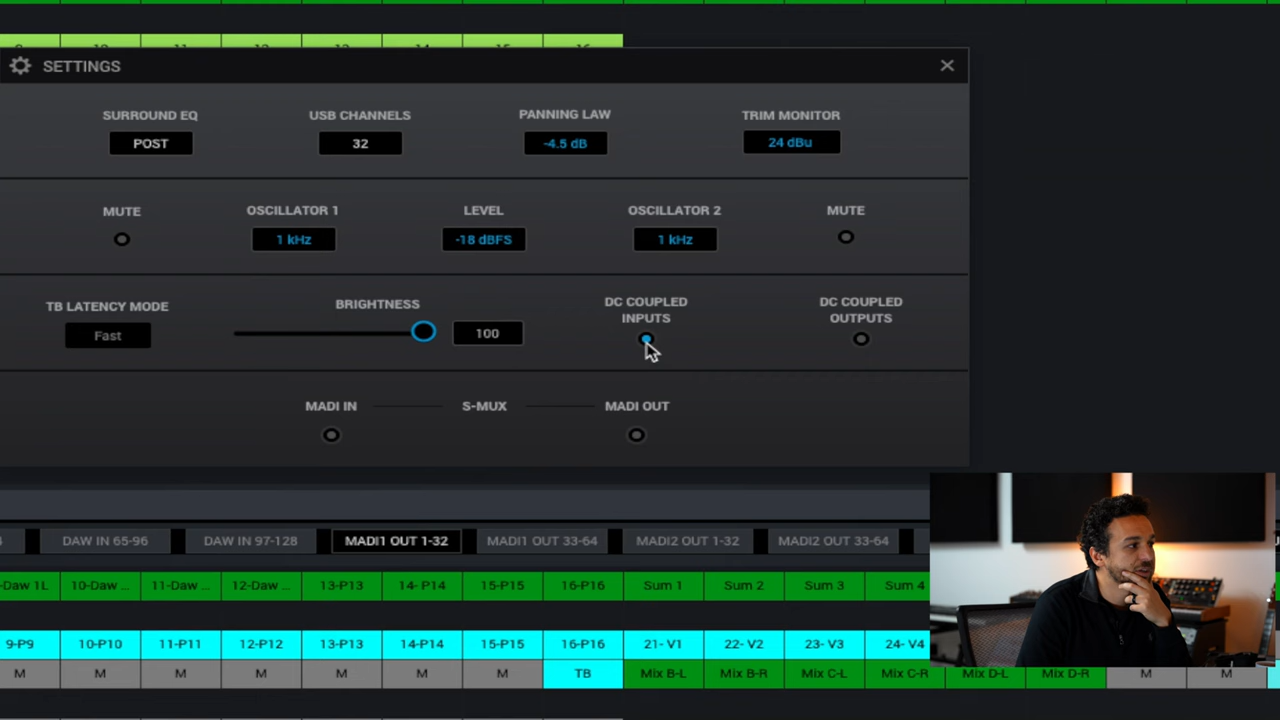 SETTINGS
SURROUND EQ USB CHANNELS PANNING LAW TRIM MONITOR
POST 32 -4.5 dB 24 dBu
MUTE OSCILLATOR 1 LEVEL OSCILLATOR 2 MUTE
1 kHz -18 dBFS 1 kHz
TB LATENCY MODE BRIGHTNESS DC COUPLED INPUTS DC COUPLED OUTPUTS
Fast 100
MADI IN S-MUX MADI OUT
DAW IN 65-96 DAW IN 97-128 MADI1 OUT 1-32 MADI1 OUT 33-64 MADI2 OUT 1-32 MADI2 OUT 33-64
-Daw 1L 10-Daw ... 11-Daw ... 12-Daw ... 13-P13 14- P14 15-P15 16-P16 Sum 1 Sum 2 Sum 3 Sum 4
9-P9 10-P10 11-P11 12-P12 13-P13 14-P14 15-P15 16-P16 21- V1 22- V2 23- V3 24- V4
M M M M M M M TB Mix B-L Mix B-R Mix C-L Mix C-R Mix D-L Mix D-R M M